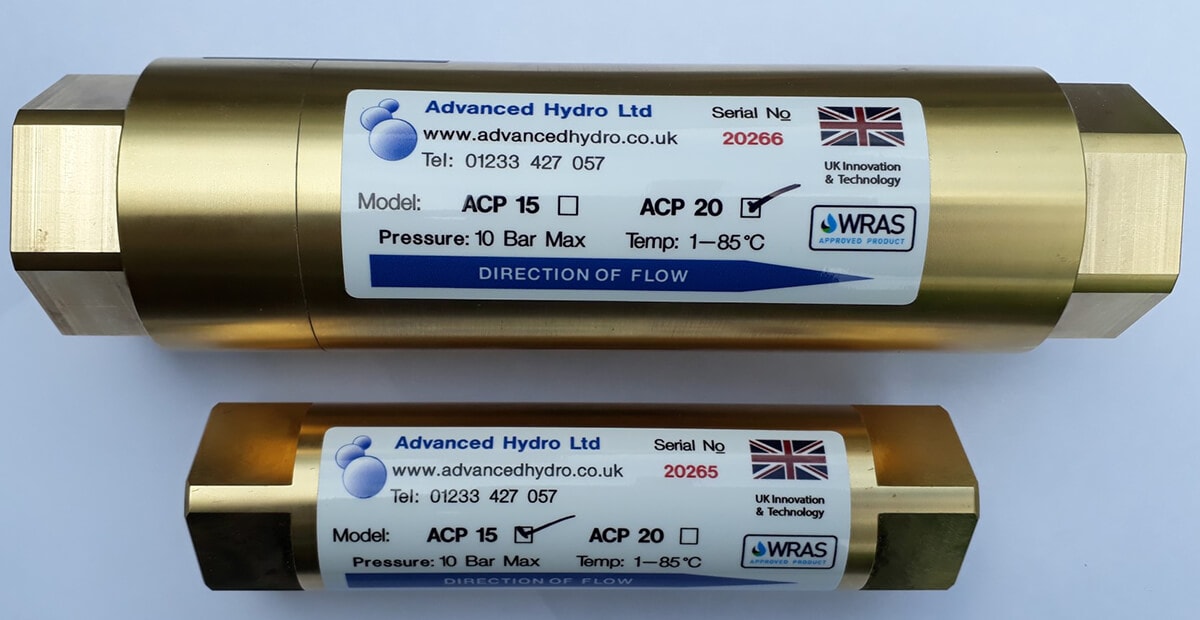 Advanced Hydro Ltd
www.advancedhydro.co.uk
Tel: 01233 427 057
Serial No
20266
UK Innovation
& Technology
Model: ACP 15 ACP 20
Pressure: 10 Bar Max Temp: 1–85°C
WRAS
APPROVED PRODUCT
DIRECTION OF FLOW
Advanced Hydro Ltd
www.advancedhydro.co.uk
Tel: 01233 427 057
Serial No
20265
UK Innovation
& Technology
Model: ACP 15 ACP 20
Pressure: 10 Bar Max Temp: 1–85°C
WRAS
APPROVED PRODUCT
DIRECTION OF FLOW